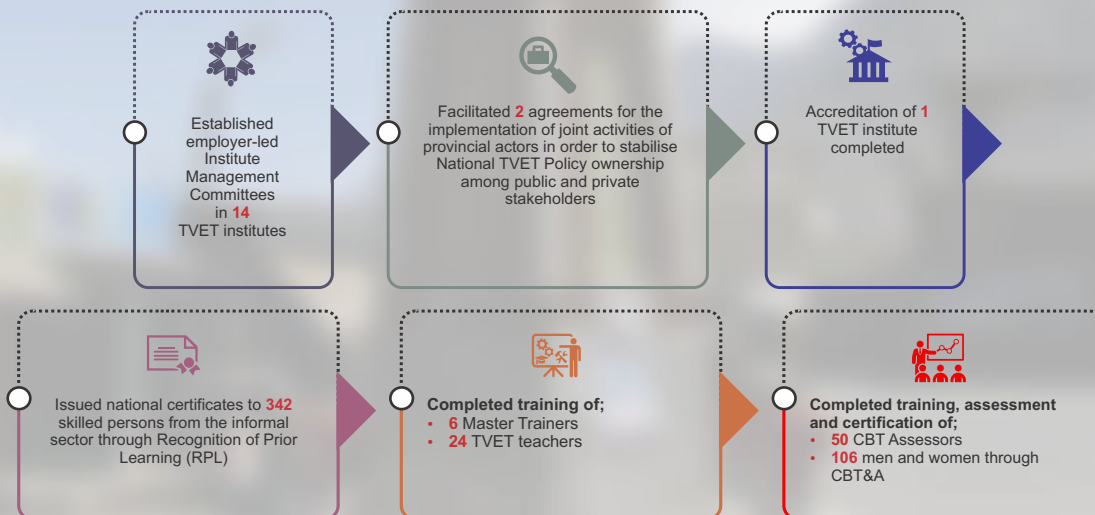 Established
employer-led
Institute
Management
Committees
in 14
TVET institutes
Facilitated 2 agreements for the
implementation of joint activities of
provincial actors in order to stabilise
National TVET Policy ownership
among public and private
stakeholders
Accreditation of 1
TVET institute
completed
Issued national certificates to 342
skilled persons from the informal
sector through Recognition of Prior
Learning (RPL)
Completed training of;
• 6 Master Trainers
• 24 TVET teachers
Completed training, assessment
and certification of;
• 50 CBT Assessors
• 106 men and women through
CBT&A